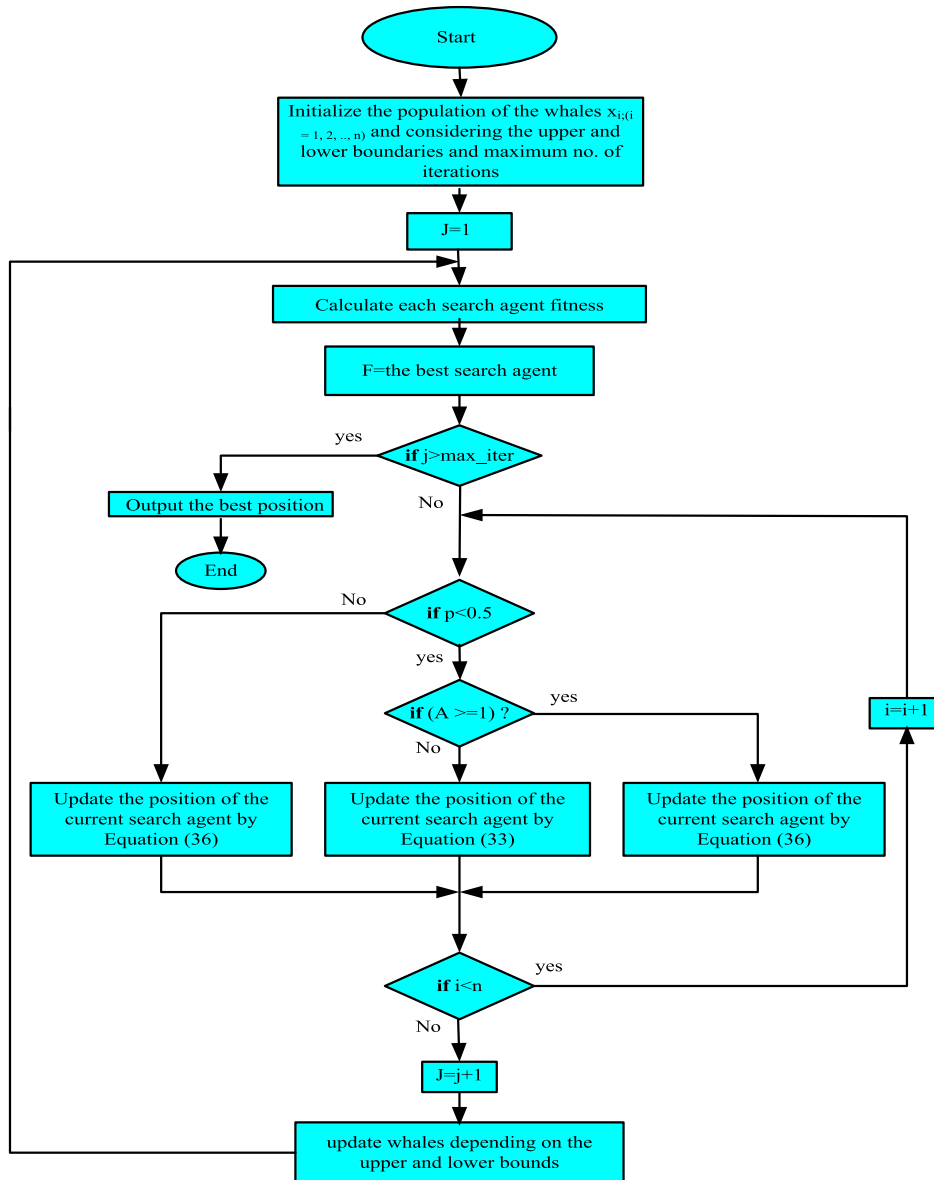 Start
Initialize the population of the whales xi;(i
= 1, 2, .., n) and considering the upper and
lower boundaries and maximum no. of
iterations
J=1
Calculate each search agent fitness
F=the best search agent
yes
if j>max_iter
No
Output the best position
End
No
if p<0.5
yes
if (A >=1) ?
yes
No
i=i+1
Update the position of the
current search agent by
Equation (36)
Update the position of the
current search agent by
Equation (33)
Update the position of the
current search agent by
Equation (36)
if i<n
yes
No
J=j+1
update whales depending on the
upper and lower bounds